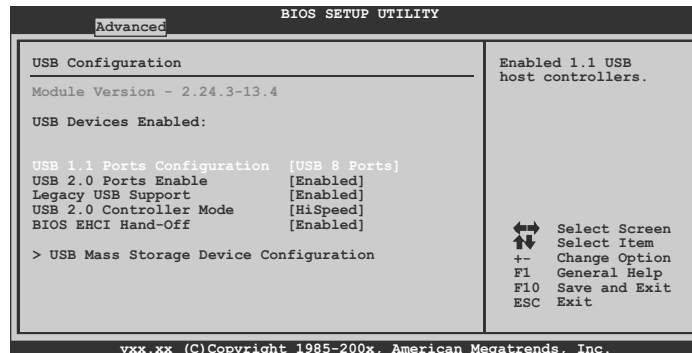 BIOS SETUP UTILITY
Advanced
USB Configuration
Module Version - 2.24.3-13.4
USB Devices Enabled:
USB 1.1 Ports Configuration [USB 8 Ports]
USB 2.0 Ports Enable [Enabled]
Legacy USB Support [Enabled]
USB 2.0 Controller Mode [HiSpeed]
BIOS EHCI Hand-Off [Enabled]
> USB Mass Storage Device Configuration
Enabled 1.1 USB
host controllers.
Select Screen
Select Item
+- Change Option
F1 General Help
F10 Save and Exit
ESC Exit
vxx.xx (C)Copyright 1985-200x, American Megatrends, Inc.